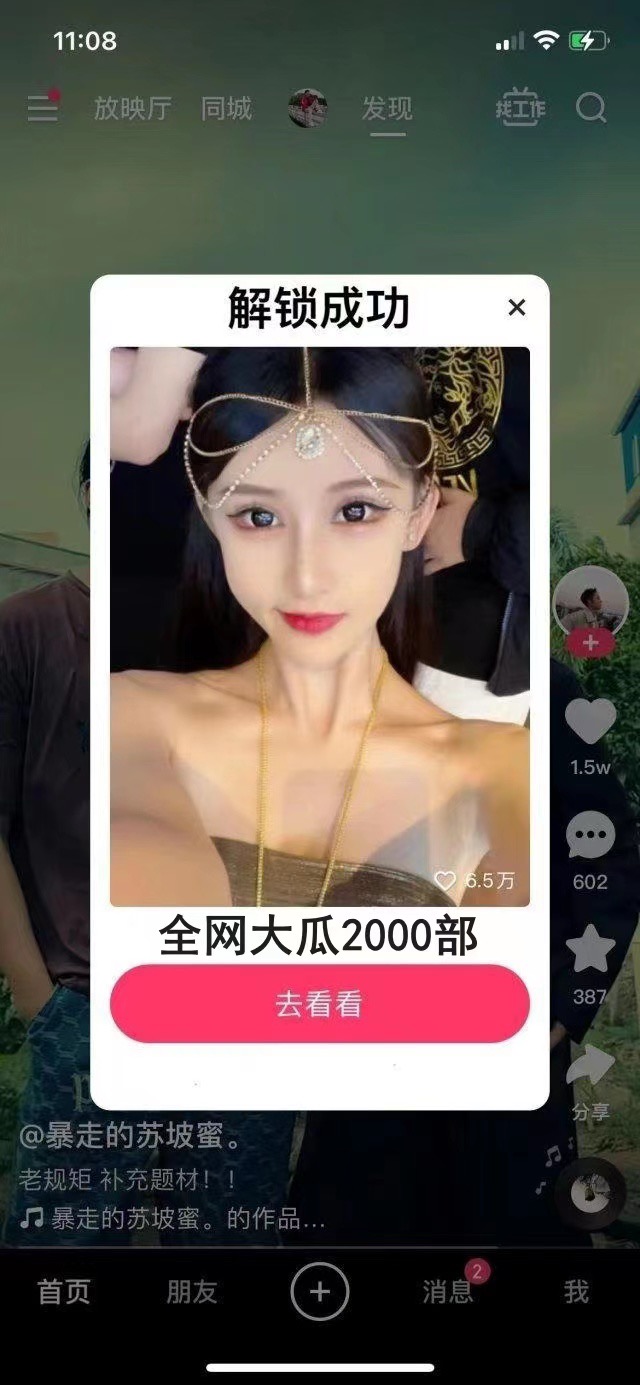 11:08
放映厅 同城 发现 找工作
解锁成功
6.5万
全网大瓜2000部
去看看
1.5w
602
387
分享
@暴走的苏坡蜜。
老规矩 补充题材！！
暴走的苏坡蜜。的作品...
首页 朋友 消息 2 我